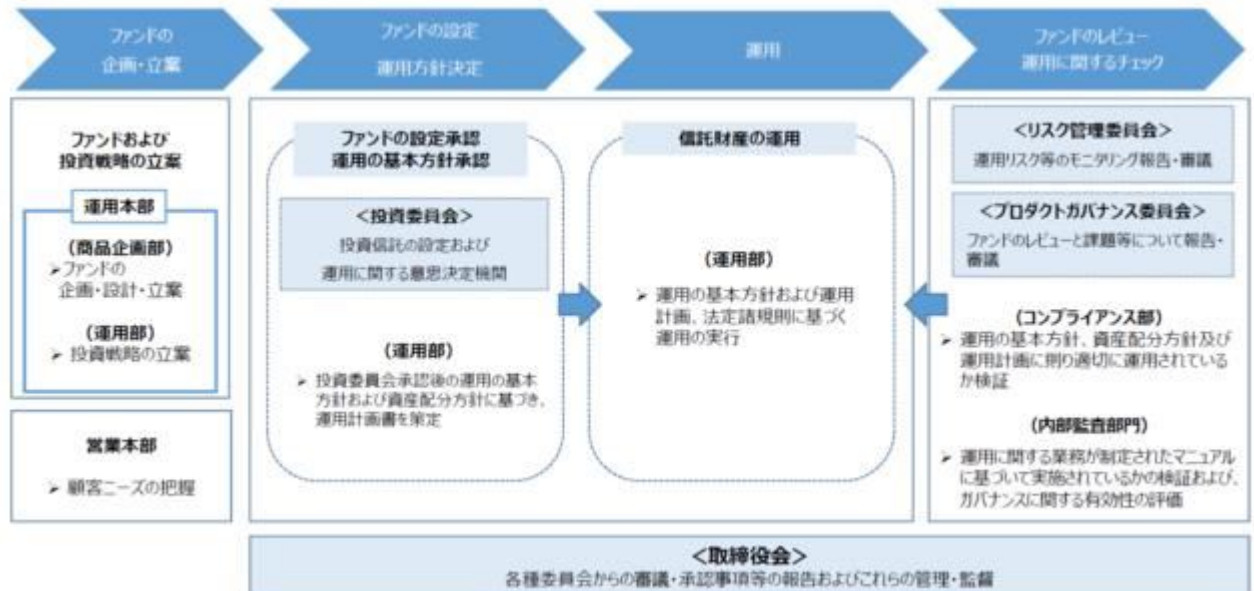 ファンドの
企画・立案
ファンドの設定
運用方針決定
運用
ファンドのレビュー
運用に関するチェック
ファンドおよび
投資戦略の立案
運用本部
(商品企画部)
➢ファンドの
企画・設計・立案
(運用部)
➢ 投資戦略の立案
営業本部
➢ 顧客ニーズの把握
ファンドの設定承認
運用の基本方針承認
<投資委員会>
投資信託の設定および
運用に関する意思決定機関
(運用部)
➢ 投資委員会承認後の運用の基本
方針および資産配分方針に基づき、
運用計画書を策定
信託財産の運用
(運用部)
➢ 運用の基本方針および運用
計画、法定諸規則に基づく
運用の実行
<リスク管理委員会>
運用リスク等のモニタリング報告・審議
<プロダクトガバナンス委員会>
ファンドのレビューと課題等について報告・
審議
(コンプライアンス部)
➢ 運用の基本方針、資産配分方針及び
運用計画に則り適切に運用されている
か検証
(内部監査部門)
➢ 運用に関する業務が制定されたマニュアル
に基づいて実施されているかの検証および、
ガバナンスに関する有効性の評価
<取締役会>
各種委員会からの審議・承認事項等の報告およびこれらの管理・監督